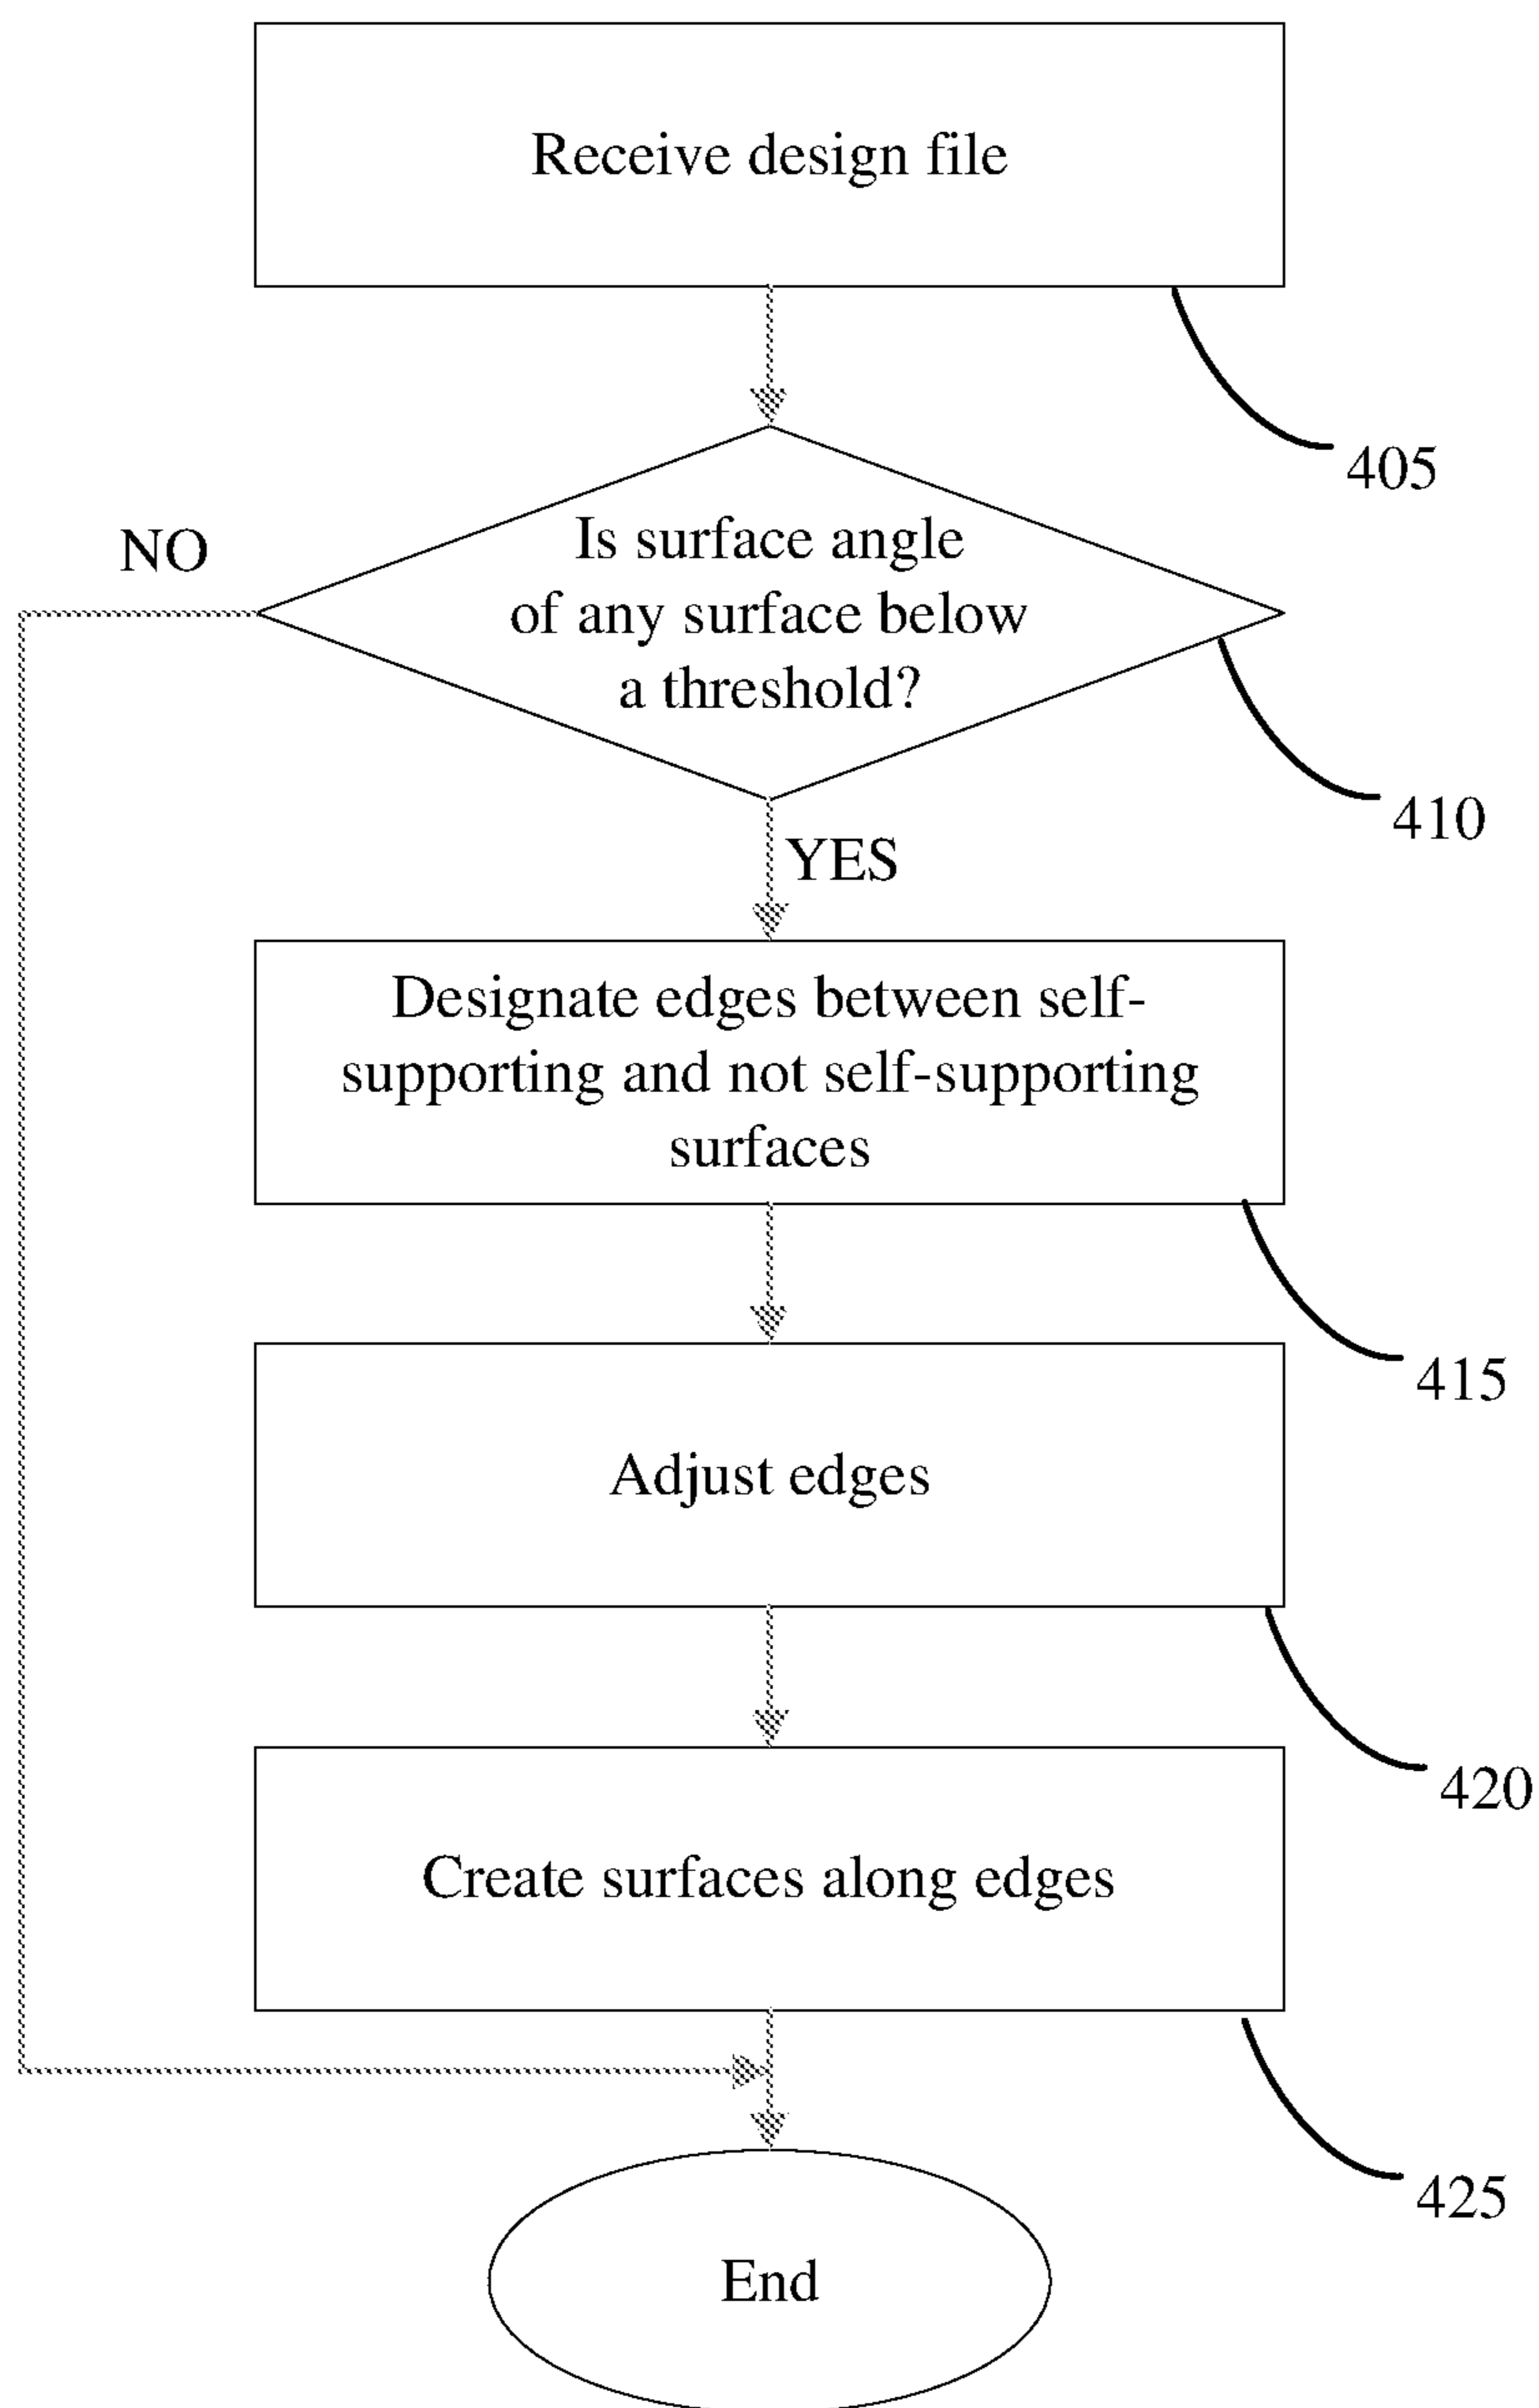 Receive design file
405
NO
Is surface angle
of any surface below
a threshold?
410
YES
Designate edges between self-
supporting and not self-supporting
surfaces
415
Adjust edges
420
Create surfaces along edges
425
End